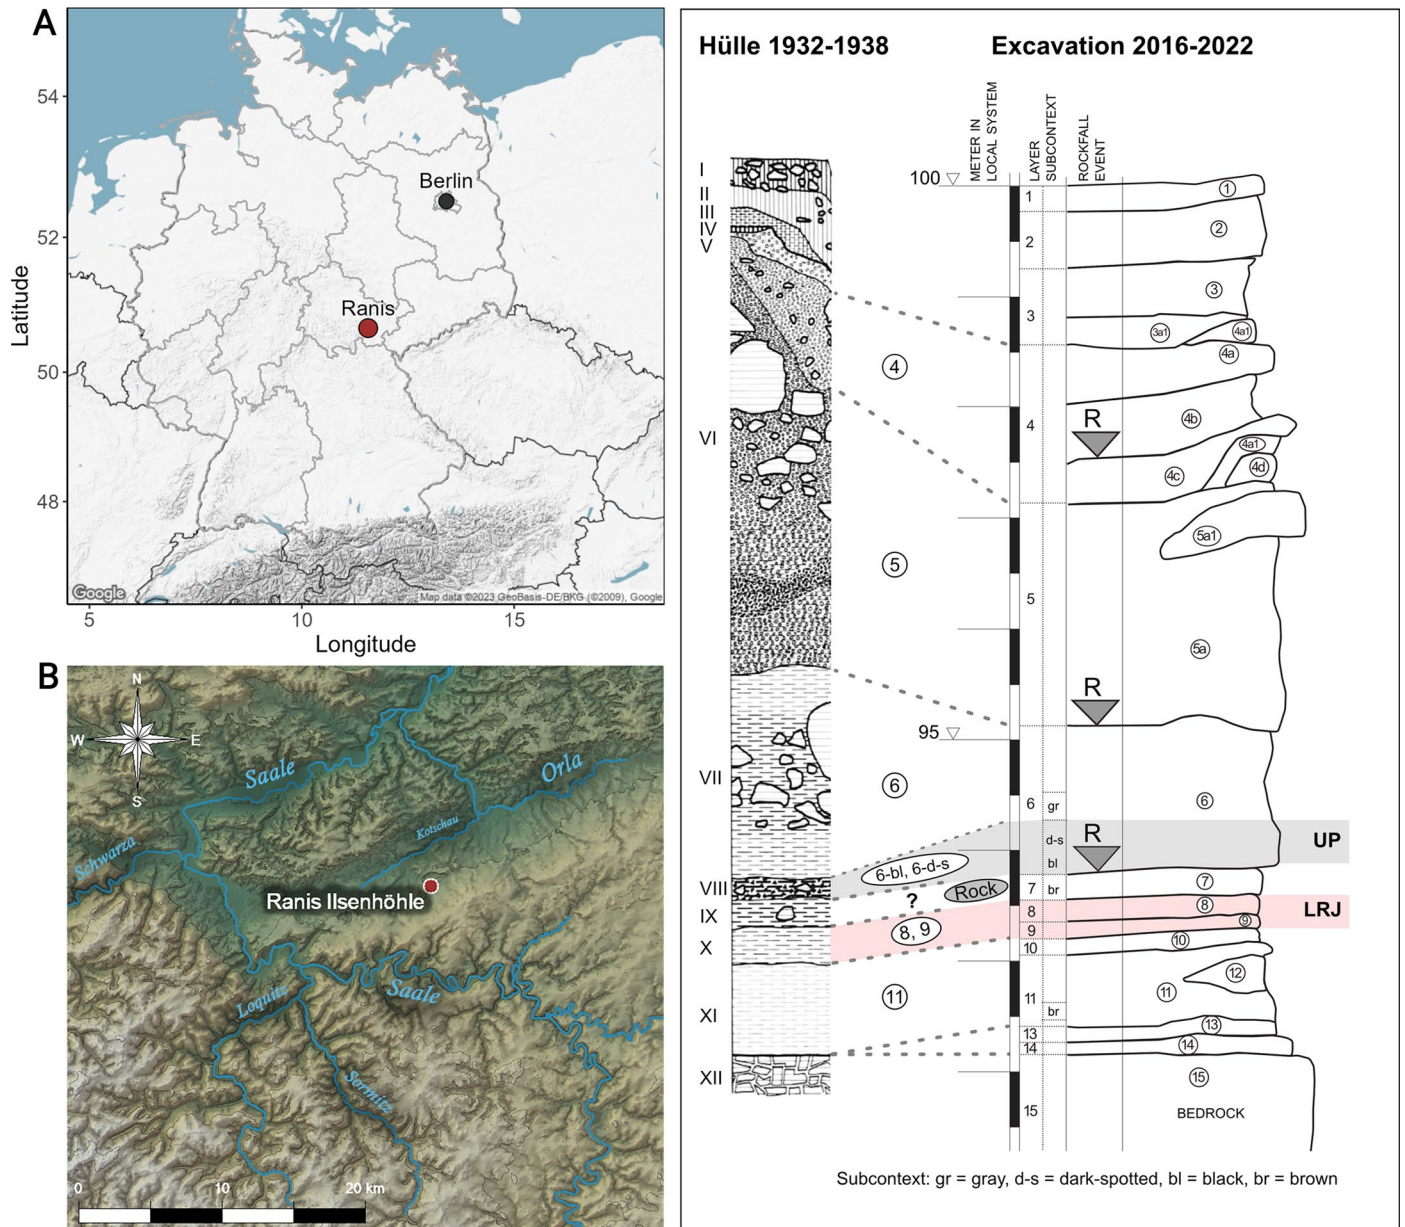 A
54
52
50
48
Latitude
Berlin
Ranis
Google
Map data ©2023 GeoBasis-DE/BKG (©2009), Google
5
10
15
Longitude
B
N
W
E
S
Saale
Orla
Kotschau
Schwarza
Ranis Ilsenhöhle
Loquitz
Saale
Sormitz
0
10
20 km
Hülle 1932-1938
Excavation 2016-2022
METER IN
LOCAL SYSTEM
LAYER
SUBCONTEXT
ROCKFALL
EVENT
I
II
III
IV
V
VI
VII
VIII
IX
X
XI
XII
4
5
6
6-bl, 6-d-s
Rock
?
8, 9
11
100
95
1
2
3
4
5
6
7
8
9
10
11
13
14
15
gr
d-s
bl
br
br
R
R
R
1
2
3
3a1
4a1
4a
4b
4a1
4c
4d
5a1
5a
6
UP
7
8
LRJ
9
10
12
11
13
14
15
BEDROCK
Subcontext: gr = gray, d-s = dark-spotted, bl = black, br = brown